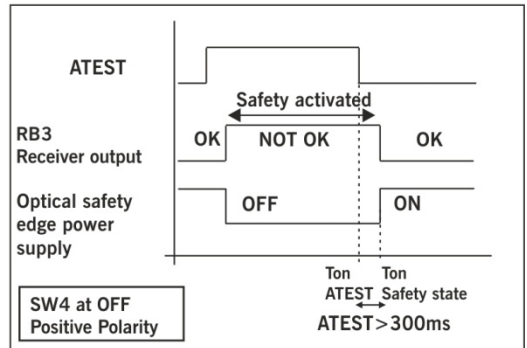 ATEST
Safety activated
RB3
Receiver output
OK
NOT OK
OK
Optical safety
edge power
supply
OFF
ON
Ton
ATEST
Ton
Safety state
ATEST>300ms
SW4 at OFF
Positive Polarity